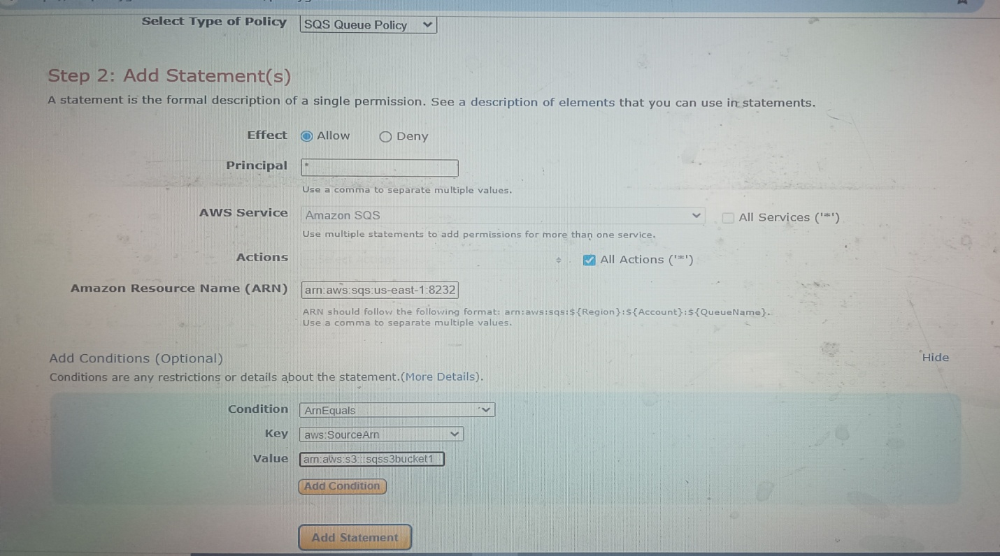 Select Type of Policy SQS Queue Policy
Step 2: Add Statement(s)
A statement is the formal description of a single permission. See a description of elements that you can use in statements.
Effect Allow Deny
Principal *
Use a comma to separate multiple values.
AWS Service Amazon SQS All Services ('*')
Use multiple statements to add permissions for more than one service.
Actions All Actions ('*')
Amazon Resource Name (ARN) arn:aws:sqs:us-east-1:8232
ARN should follow the following format: arn:aws:sqs:${Region}:${Account}:${QueueName}.
Use a comma to separate multiple values.
Add Conditions (Optional) Hide
Conditions are any restrictions or details about the statement.(More Details).
Condition ArnEquals
Key aws:SourceArn
Value arn:aws:s3:::sqss3bucket1
Add Condition
Add Statement